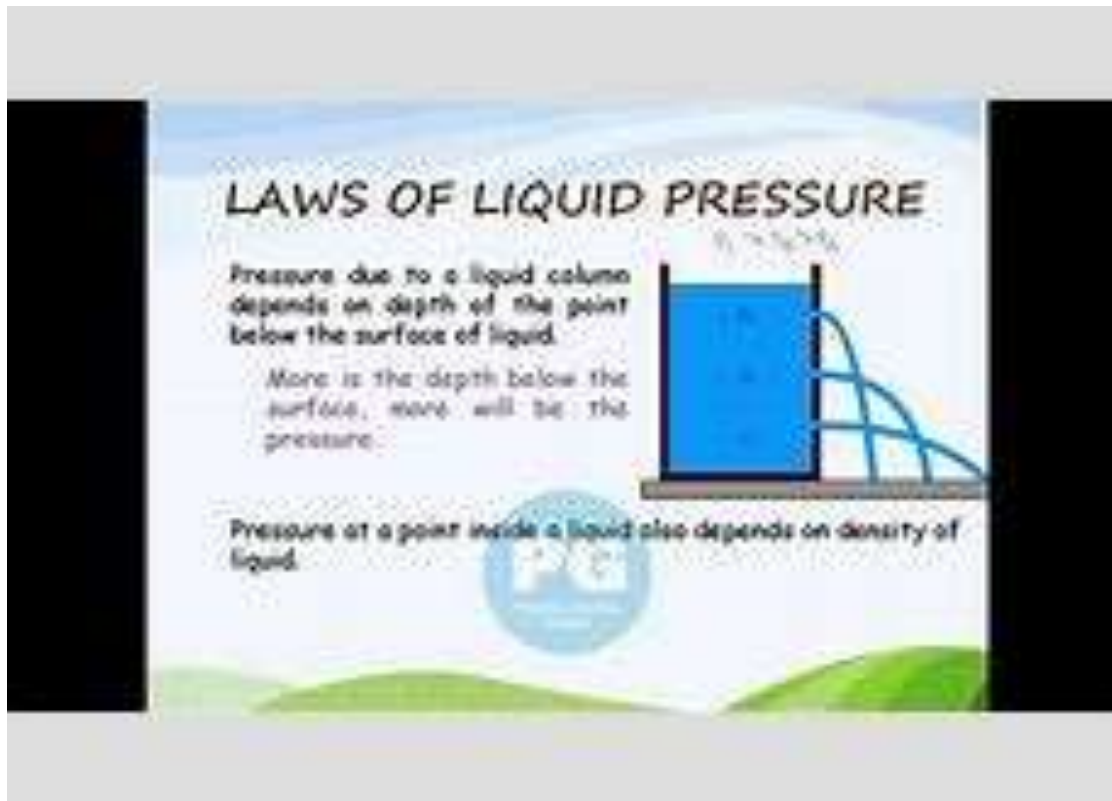 LAWS OF LIQUID PRESSURE
Pressure due to a liquid column
depends on depth of the point
below the surface of liquid.
More is the depth below the
surface, more will be the
pressure.
Pressure at a point inside a liquid also depends on density of
liquid.
PG